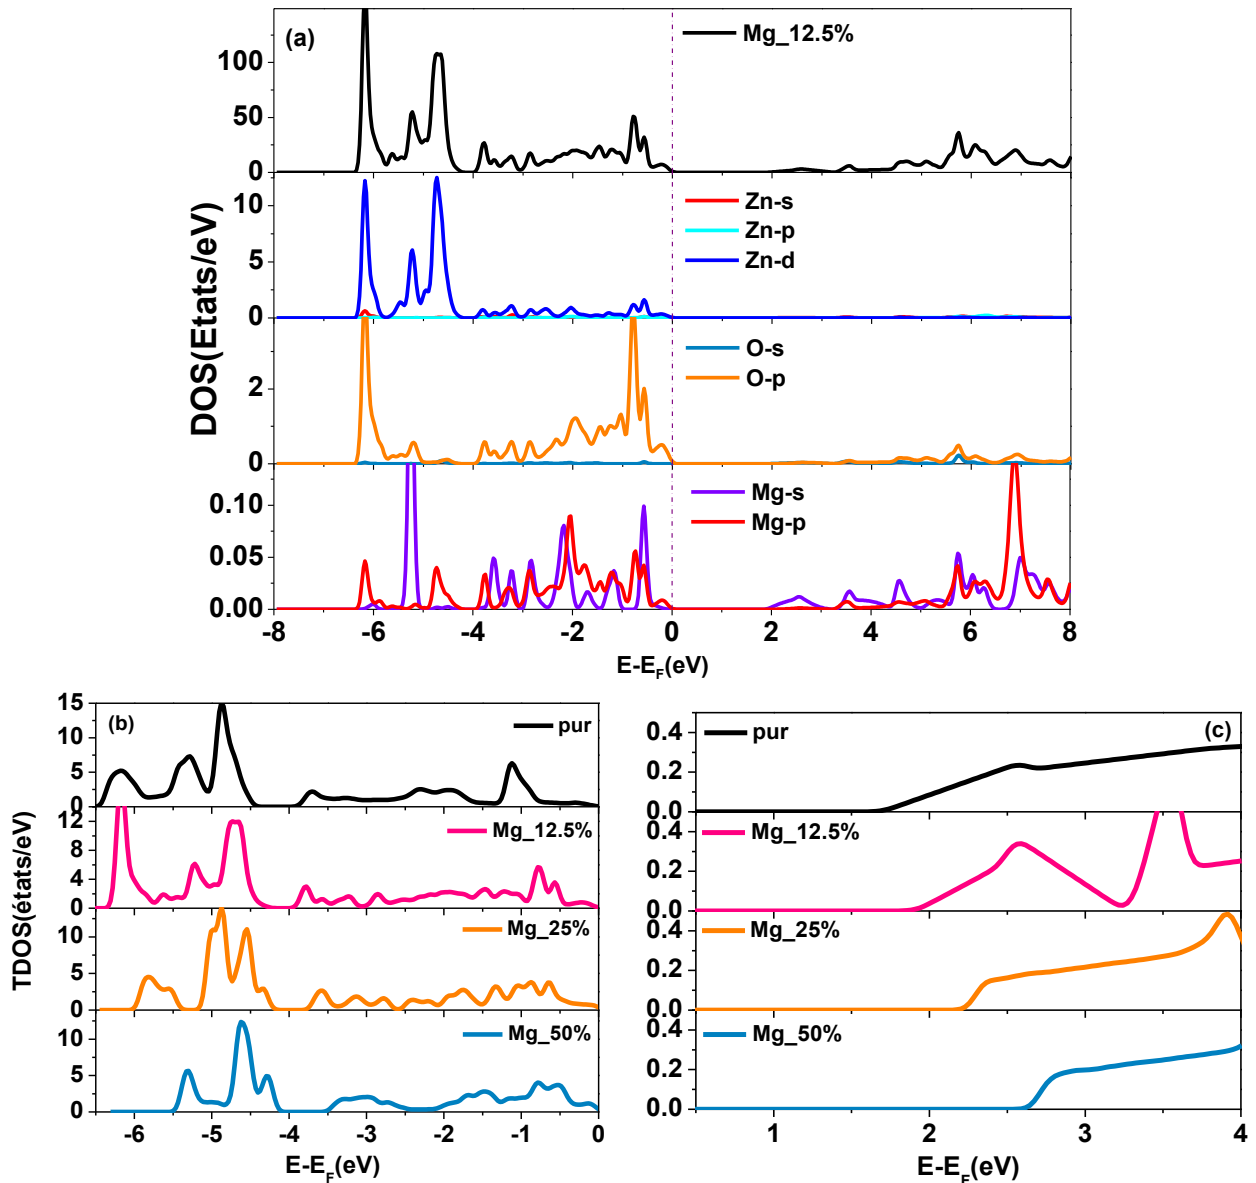 (a)
Mg_12.5%
100
50
0
Zn-s
Zn-p
Zn-d
10
5
0
DOS(Etats/eV)
O-s
O-p
2
0
Mg-s
Mg-p
0.10
0.05
0.00
-8 -6 -4 -2 0 2 4 6 8
E-E_F(eV)
(b)
pur
15
10
5
0
Mg_12.5%
12
8
4
0
Mg_25%
10
5
0
Mg_50%
10
5
0
TDOS(états/eV)
-6 -5 -4 -3 -2 -1 0
E-E_F(eV)
(c)
pur
0.4
0.2
0.0
Mg_12.5%
0.4
0.2
0.0
Mg_25%
0.4
0.2
0.0
Mg_50%
0.4
0.2
0.0
1 2 3 4
E-E_F(eV)